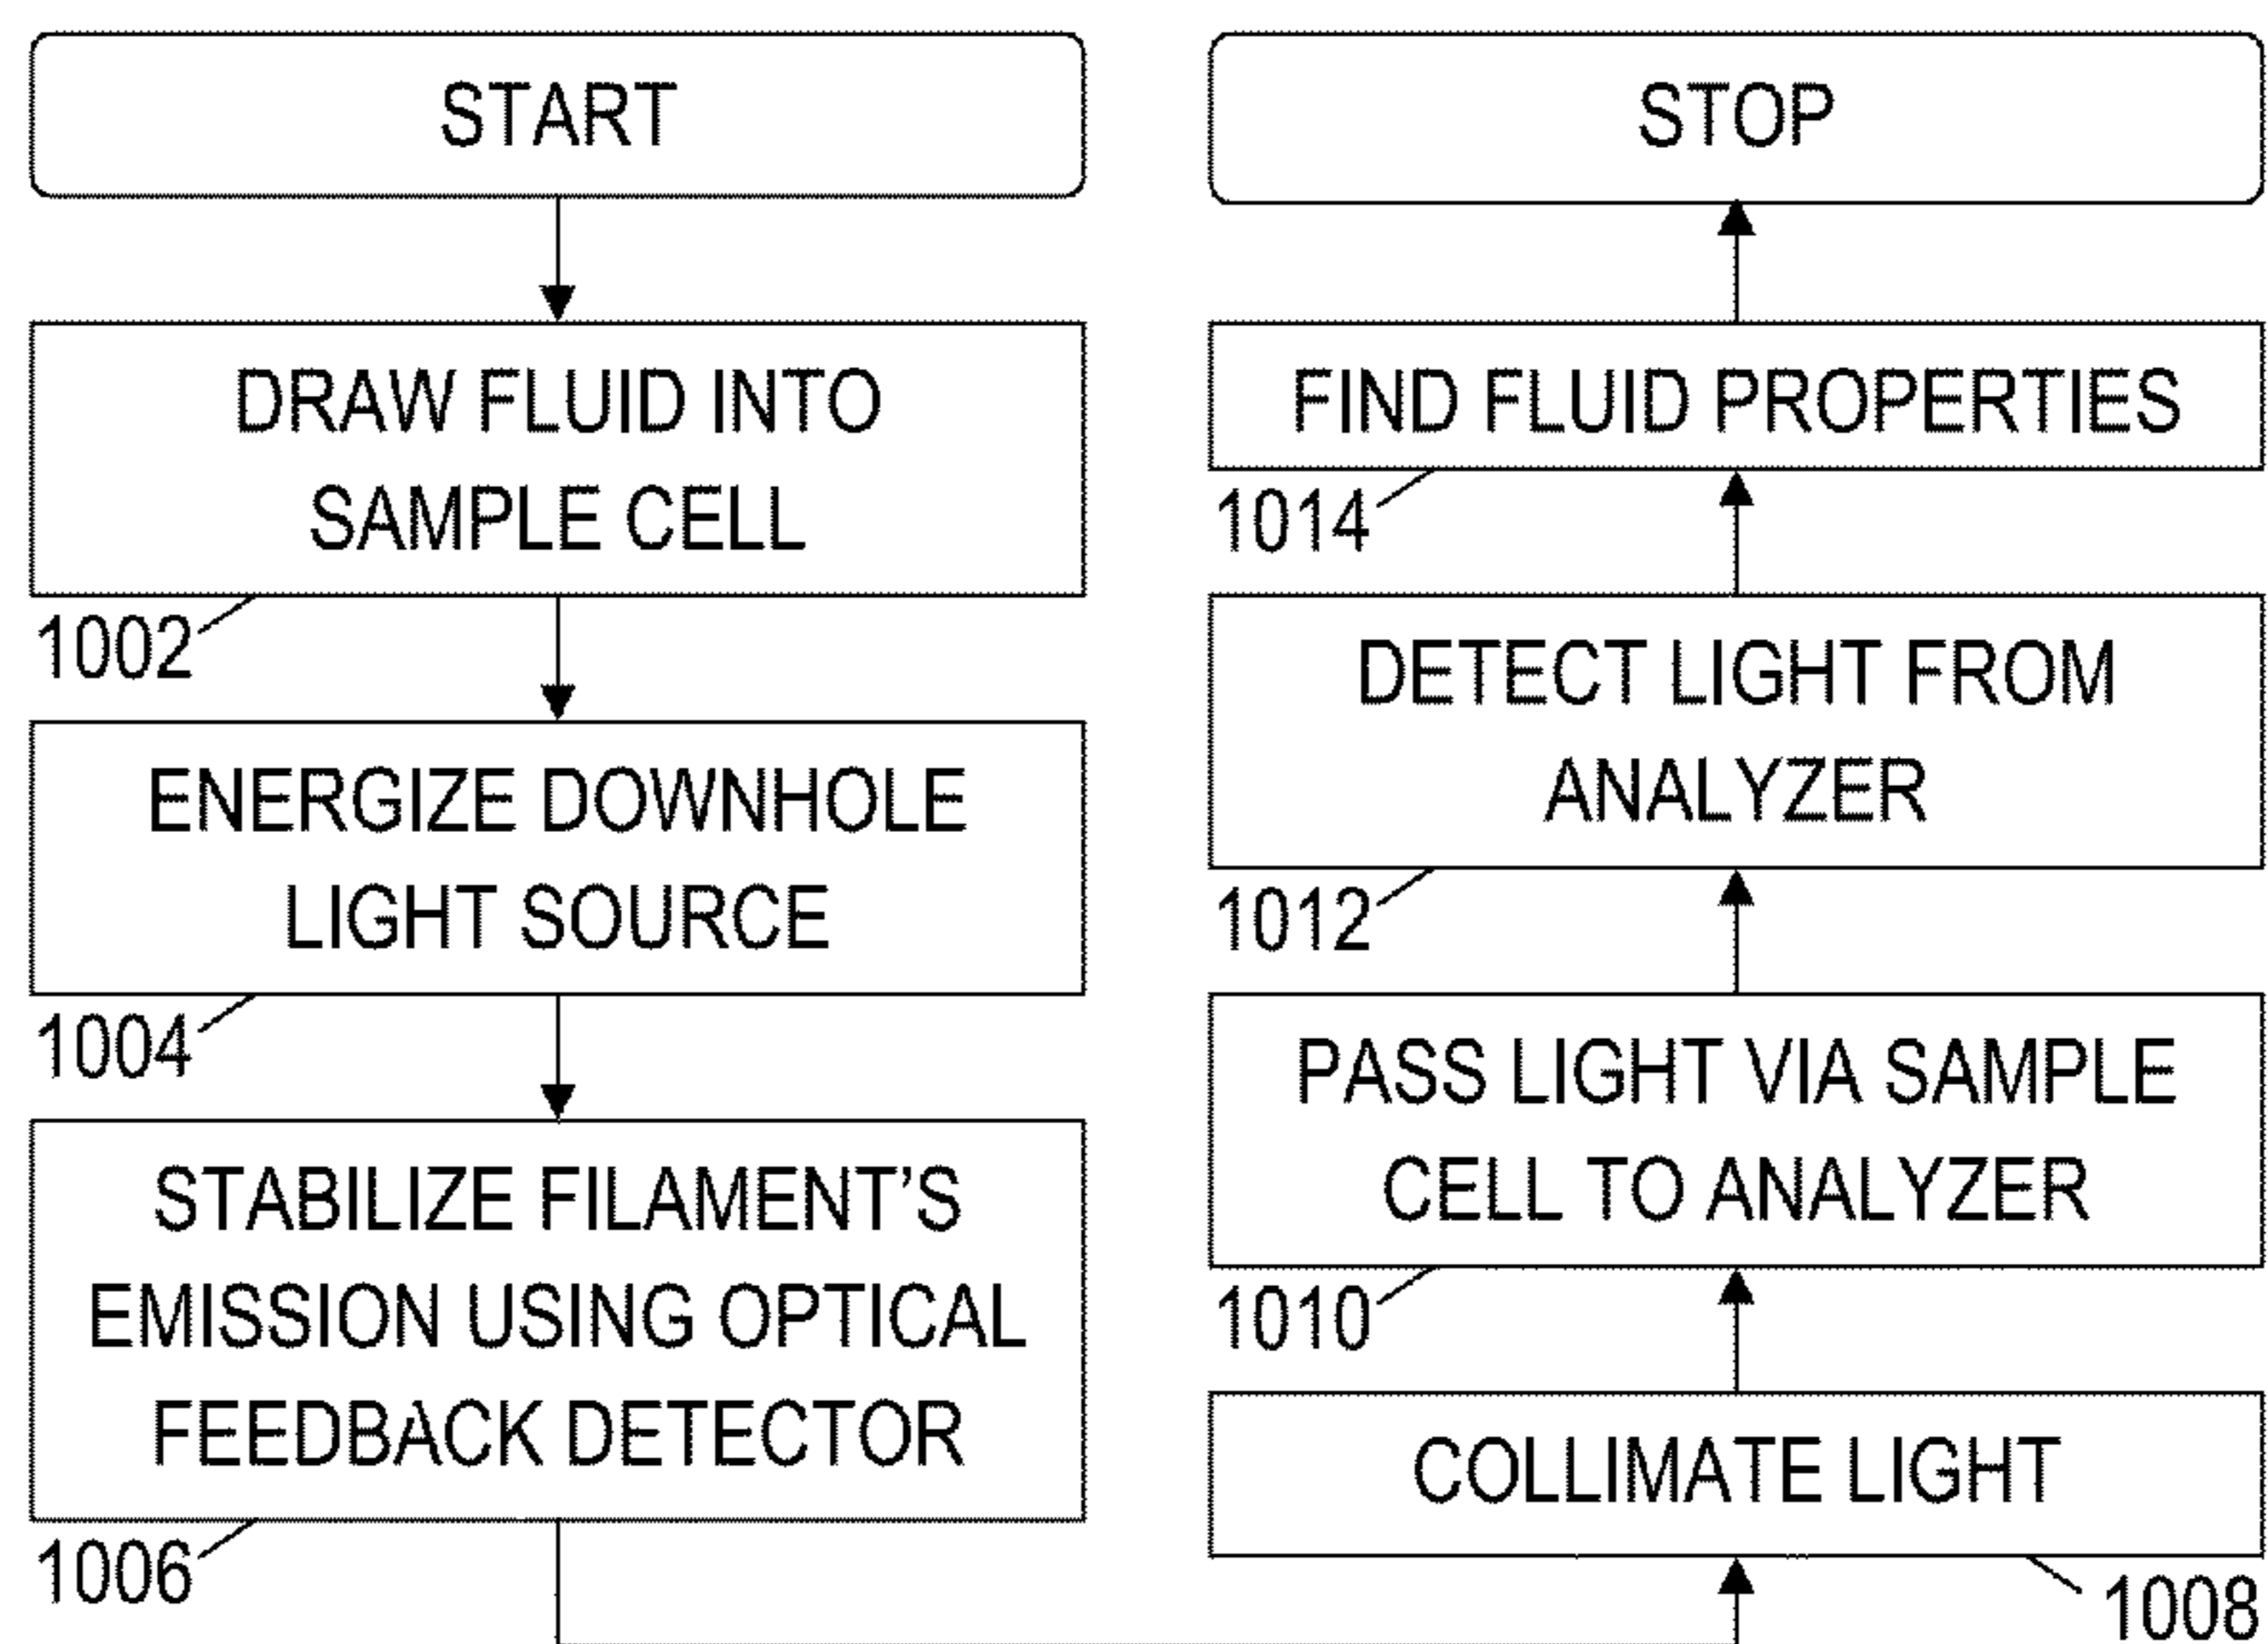 START
DRAW FLUID INTO
SAMPLE CELL
1002
ENERGIZE DOWNHOLE
LIGHT SOURCE
1004
STABILIZE FILAMENT’S
EMISSION USING OPTICAL
FEEDBACK DETECTOR
1006
COLLIMATE LIGHT
1008
PASS LIGHT VIA SAMPLE
CELL TO ANALYZER
1010
DETECT LIGHT FROM
ANALYZER
1012
FIND FLUID PROPERTIES
1014
STOP